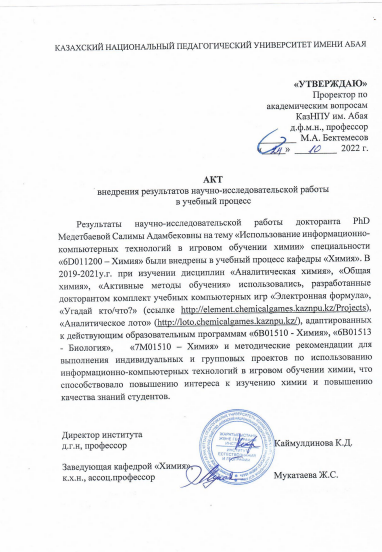 КАЗАХСКИЙ НАЦИОНАЛЬНЫЙ ПЕДАГОГИЧЕСКИЙ УНИВЕРСИТЕТ ИМЕНИ АБАЯ
«УТВЕРЖДАЮ»
Проректор по
академическим вопросам
КазНПУ им. Абая
д.ф.м.н., профессор
М.А. Бектемесов
« » 10 2022 г.
АКТ
внедрения результатов научно-исследовательской работы
в учебный процесс
Результаты научно-исследовательской работы докторанта PhD
Медетбаевой Салимы Адамбековны на тему «Использование информационно-
компьютерных технологий в игровом обучении химии» специальности
«6D011200 – Химия» были внедрены в учебный процесс кафедры «Химия». В
2019-2021у.г. при изучении дисциплин «Аналитическая химия», «Общая
химия», «Активные методы обучения» использовались, разработанные
докторантом комплект учебных компьютерных игр «Электронная формула»,
«Угадай кто/что?» (ссылке http://element.chemicalgames.kaznpu.kz/Projects),
«Аналитическое лото» (http://loto.chemicalgames.kaznpu.kz/), адаптированных
к действующим образовательным программам «6В01510 - Химия», «6В01513
- Биология», «7М01510 – Химия» и методические рекомендации для
выполнения индивидуальных и групповых проектов по использованию
информационно-компьютерных технологий в игровом обучении химии, что
способствовало повышению интереса к изучению химии и повышению
качества знаний студентов.
Директор института
д.г.н, профессор Каймулдинова К.Д.
Заведующая кафедрой «Химия»,
к.х.н., ассоц.профессор Мукатаева Ж.С.